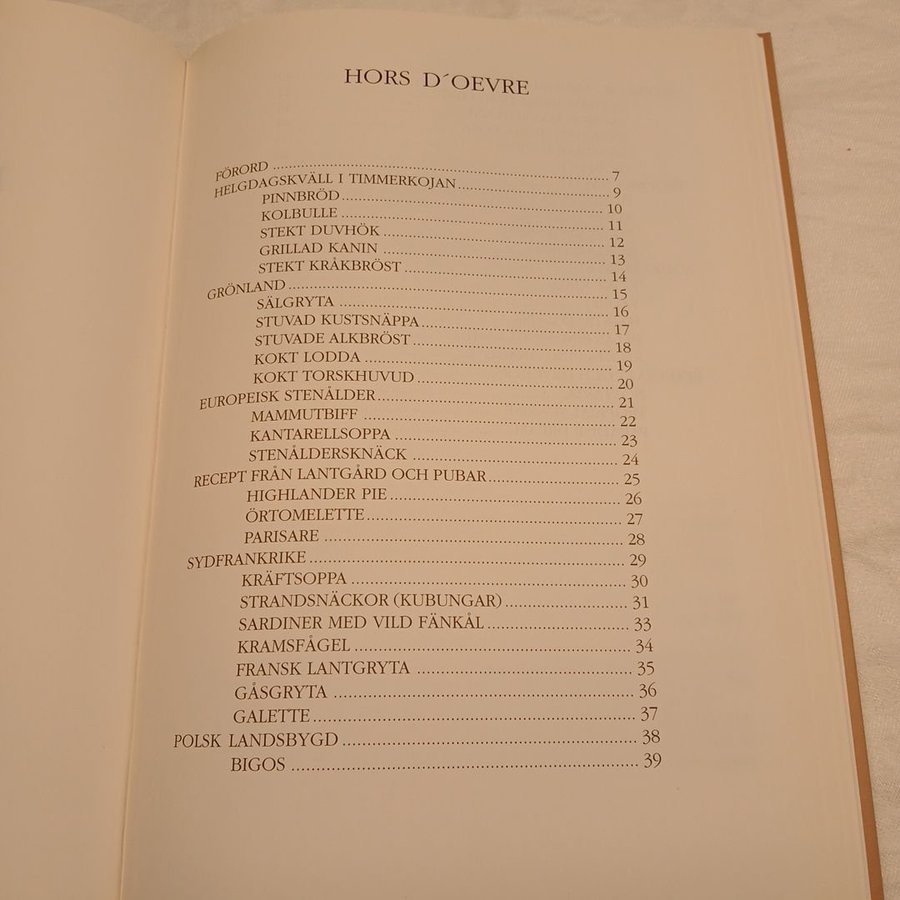 HORS D´OEVRE
FÖRORD ........ 7
HELGDAGSKVÄLL I TIMMERKOJAN ........ 9
PINNBRÖD ........ 10
KOLBULLE ........ 11
STEKT DUVHÖK ........ 12
GRILLAD KANIN ........ 13
STEKT KRÅKBRÖST ........ 14
GRÖNLAND ........ 15
SÄLGRYTA ........ 16
STUVAD KUSTSNÄPPA ........ 17
STUVADE ALKBRÖST ........ 18
KOKT LODDA ........ 19
KOKT TORSKHUVUD ........ 20
EUROPEISK STENÅLDER ........ 21
MAMMUTBIFF ........ 22
KANTARELLSOPPA ........ 23
STENÅLDERSKNÄCK ........ 24
RECEPT FRÅN LANTGÅRD OCH PUBAR ........ 25
HIGHLANDER PIE ........ 26
ÖRTOMELETTE ........ 27
PARISARE ........ 28
SYDFRANKRIKE ........ 29
KRÄFTSOPPA ........ 30
STRANDSNÄCKOR (KUBUNGAR) ........ 31
SARDINER MED VILD FÄNKÅL ........ 33
KRAMSFÅGEL ........ 34
FRANSK LANTGRYTA ........ 35
GÅSGRYTA ........ 36
GALETTE ........ 37
POLSK LANDSBYGD ........ 38
BIGOS ........ 39